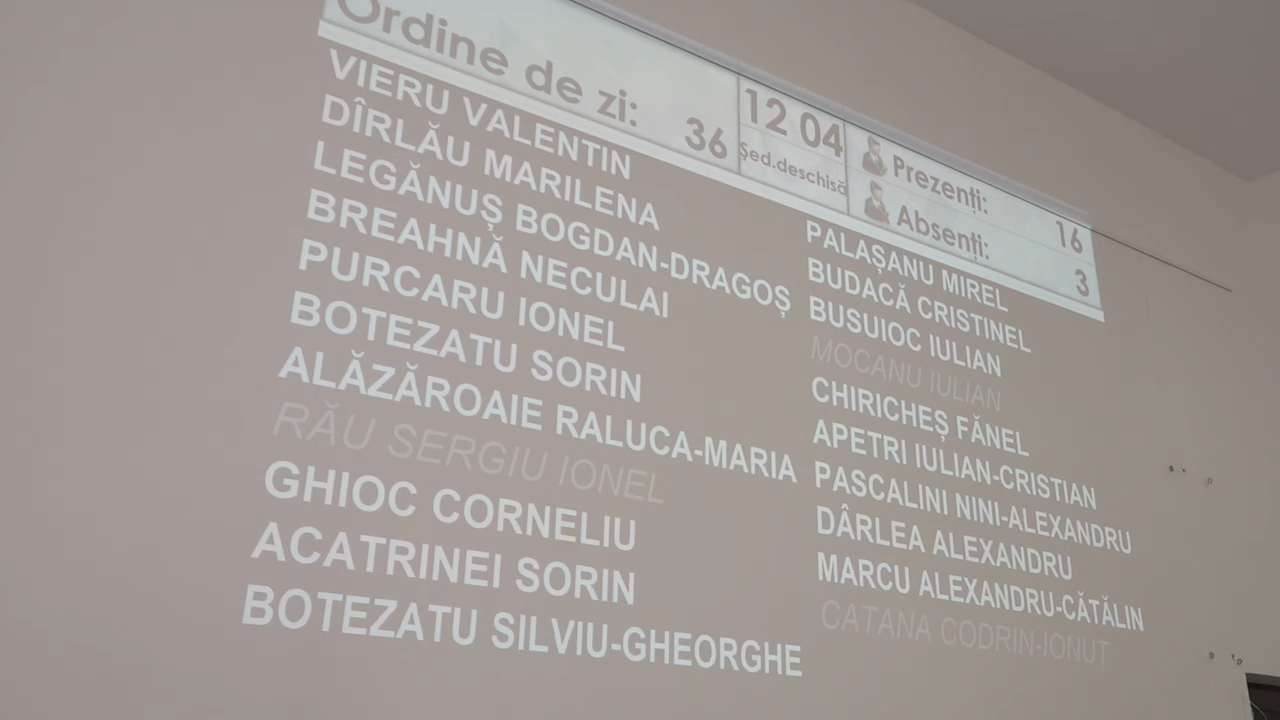 Ordine de zi: 36
12 04
Şed.deschisă
Prezenți: 16
Absenți: 3
VIERU VALENTIN
DÎRLĂU MARILENA
LEGĂNUȘ BOGDAN-DRAGOȘ
BREAHNĂ NECULAI
PURCARU IONEL
BOTEZATU SORIN
ALĂZĂROAIE RALUCA-MARIA
RĂU SERGIU IONEL
GHIOC CORNELIU
ACATRINEI SORIN
BOTEZATU SILVIU-GHEORGHE
PALAȘANU MIREL
BUDACĂ CRISTINEL
BUSUIOC IULIAN
MOCANU IULIAN
CHIRICHEȘ FĂNEL
APETRI IULIAN-CRISTIAN
PASCALINI NINI-ALEXANDRU
DÂRLEA ALEXANDRU
MARCU ALEXANDRU-CĂTĂLIN
CATANA CODRIN-IONUȚ